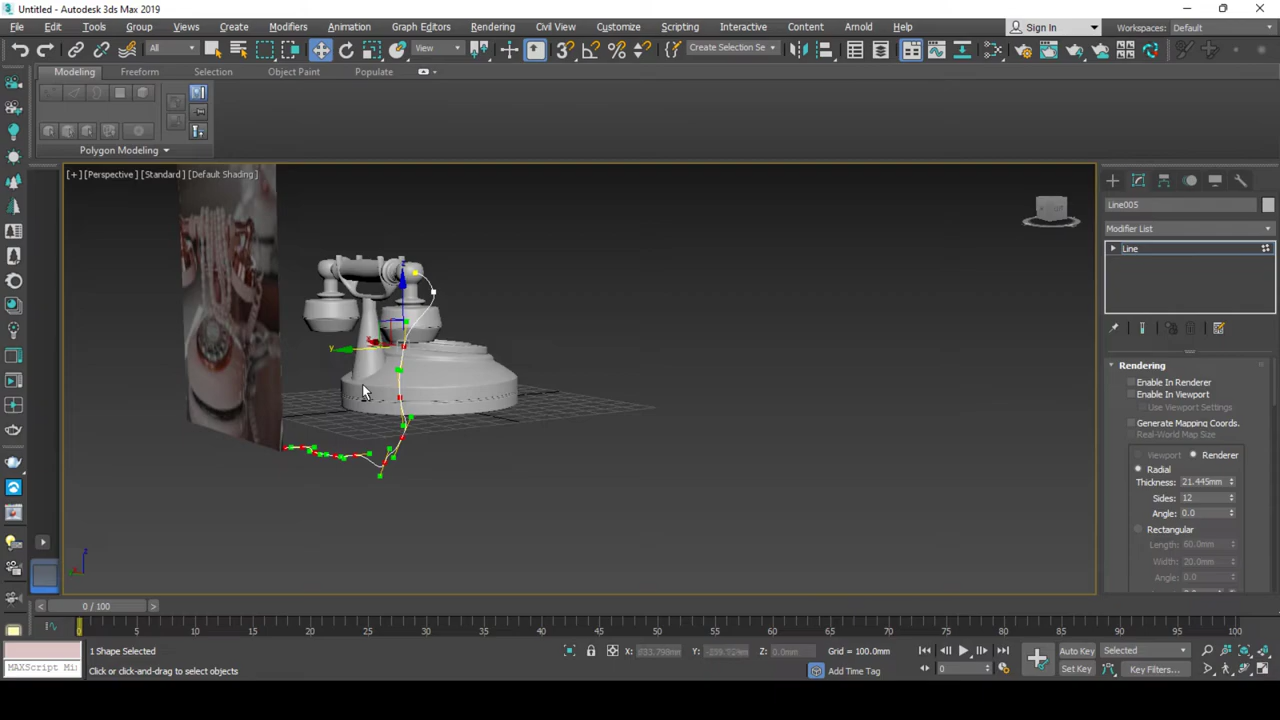 Untitled - Autodesk 3ds Max 2019
File Edit Tools Group Views Create Modifiers Animation Graph Editors Rendering Civil View Customize Scripting Interactive Content Arnold Help Sign In Workspaces: Default
All View Create Selection Se
Modeling Freeform Selection Object Paint Populate
Polygon Modeling
[+] [Perspective] [Standard] [Default Shading]
Line005
Modifier List
Line
Rendering
Enable In Renderer
Enable In Viewport
Use Viewport Settings
Generate Mapping Coords.
Real-World Map Size
Viewport Renderer
Radial
Thickness: 21.445mm
Sides: 12
Angle: 0.0
Rectangular
Length: 60.0mm
Width: 20.0mm
Angle: 0.0
0 / 100
0 5 10 15 20 25 30 35 40 45 50 55 60 65 70 75 80 85 90 95 100
1 Shape Selected
Z: 0.0mm Grid = 100.0mm Auto Key Selected
MAXScript Mi
Click or click-and-drag to select objects
Add Time Tag
0
Set Key Key Filters...